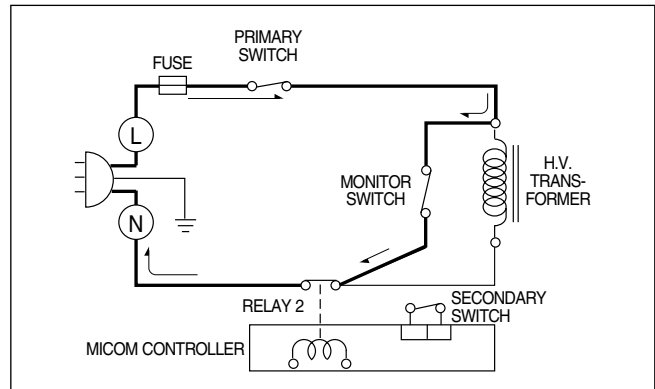 PRIMARY
SWITCH
FUSE
L
H.V.
TRANS-
FORMER
MONITOR
SWITCH
N
RELAY 2
SECONDARY
SWITCH
MICOM CONTROLLER